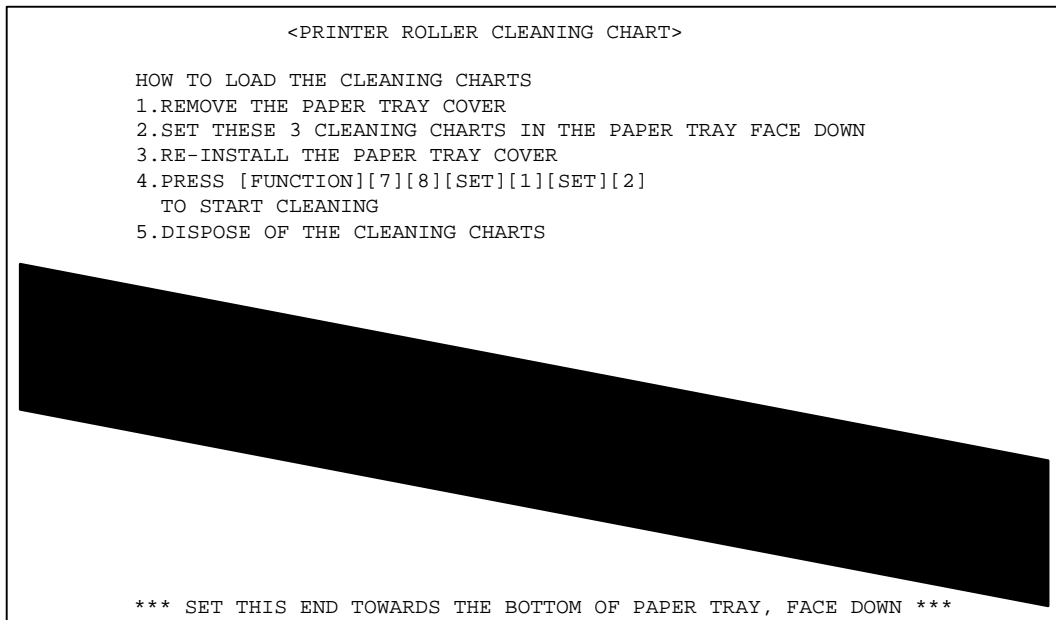 <PRINTER ROLLER CLEANING CHART>
HOW TO LOAD THE CLEANING CHARTS
1.REMOVE THE PAPER TRAY COVER
2.SET THESE 3 CLEANING CHARTS IN THE PAPER TRAY FACE DOWN
3.RE-INSTALL THE PAPER TRAY COVER
4.PRESS [FUNCTION][7][8][SET][1][SET][2]
TO START CLEANING
5.DISPOSE OF THE CLEANING CHARTS
*** SET THIS END TOWARDS THE BOTTOM OF PAPER TRAY, FACE DOWN ***